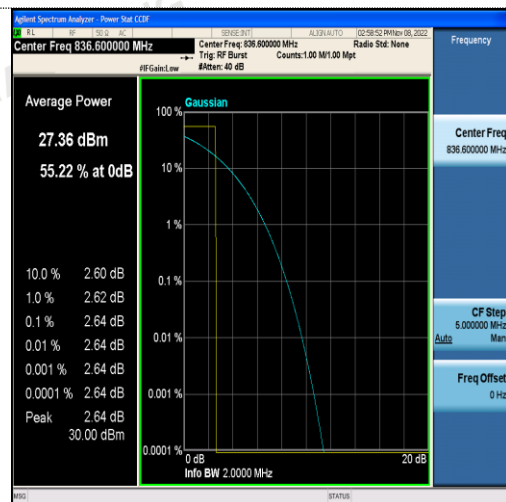 Agilent Spectrum Analyzer - Power Stat CCDF
RL RF 50 Ω AC SENSE:INT ALIGNAUTO 02:58:52 PM Nov 08, 2022
Center Freq 836.600000 MHz
Center Freq: 836.600000 MHz Radio Std: None
Trig: RF Burst Counts:1.00 M/1.00 Mpt
#IFGain:Low #Atten: 40 dB
Frequency
Average Power
27.36 dBm
55.22 % at 0dB
10.0 % 2.60 dB
1.0 % 2.62 dB
0.1 % 2.64 dB
0.01 % 2.64 dB
0.001 % 2.64 dB
0.0001 % 2.64 dB
Peak 2.64 dB
30.00 dBm
Gaussian
100 %
10 %
1 %
0.1 %
0.01 %
0.001 %
0.0001 %
0 dB 20 dB
Info BW 2.0000 MHz
Center Freq
836.600000 MHz
CF Step
5.000000 MHz
Auto Man
Freq Offset
0 Hz
MSG STATUS